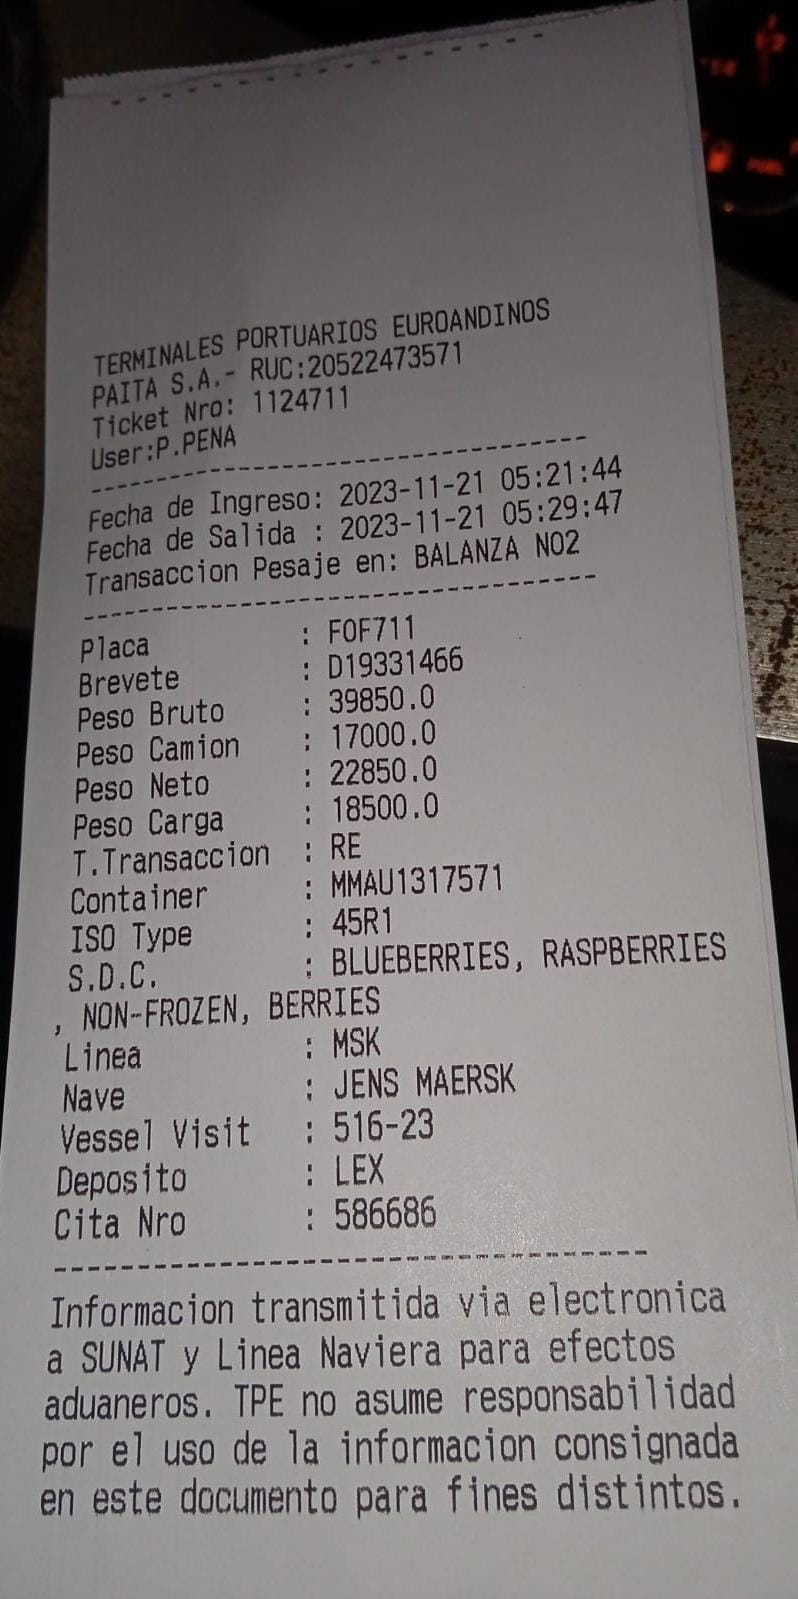 TERMINALES PORTUARIOS EUROANDINOS
PAITA S.A.- RUC:20522473571
Ticket Nro: 1124711
User:P.PENA
Fecha de Ingreso: 2023-11-21 05:21:44
Fecha de Salida : 2023-11-21 05:29:47
Transaccion Pesaje en: BALANZA NO2
Placa : F0F711
Brevete : D19331466
Peso Bruto : 39850.0
Peso Camion : 17000.0
Peso Neto : 22850.0
Peso Carga : 18500.0
T.Transaccion : RE
Container : MMAU1317571
ISO Type : 45R1
S.D.C. : BLUEBERRIES, RASPBERRIES
, NON-FROZEN, BERRIES
Linea : MSK
Nave : JENS MAERSK
Vessel Visit : 516-23
Deposito : LEX
Cita Nro : 586686
Informacion transmitida via electronica
a SUNAT y Linea Naviera para efectos
aduaneros. TPE no asume responsabilidad
por el uso de la informacion consignada
en este documento para fines distintos.